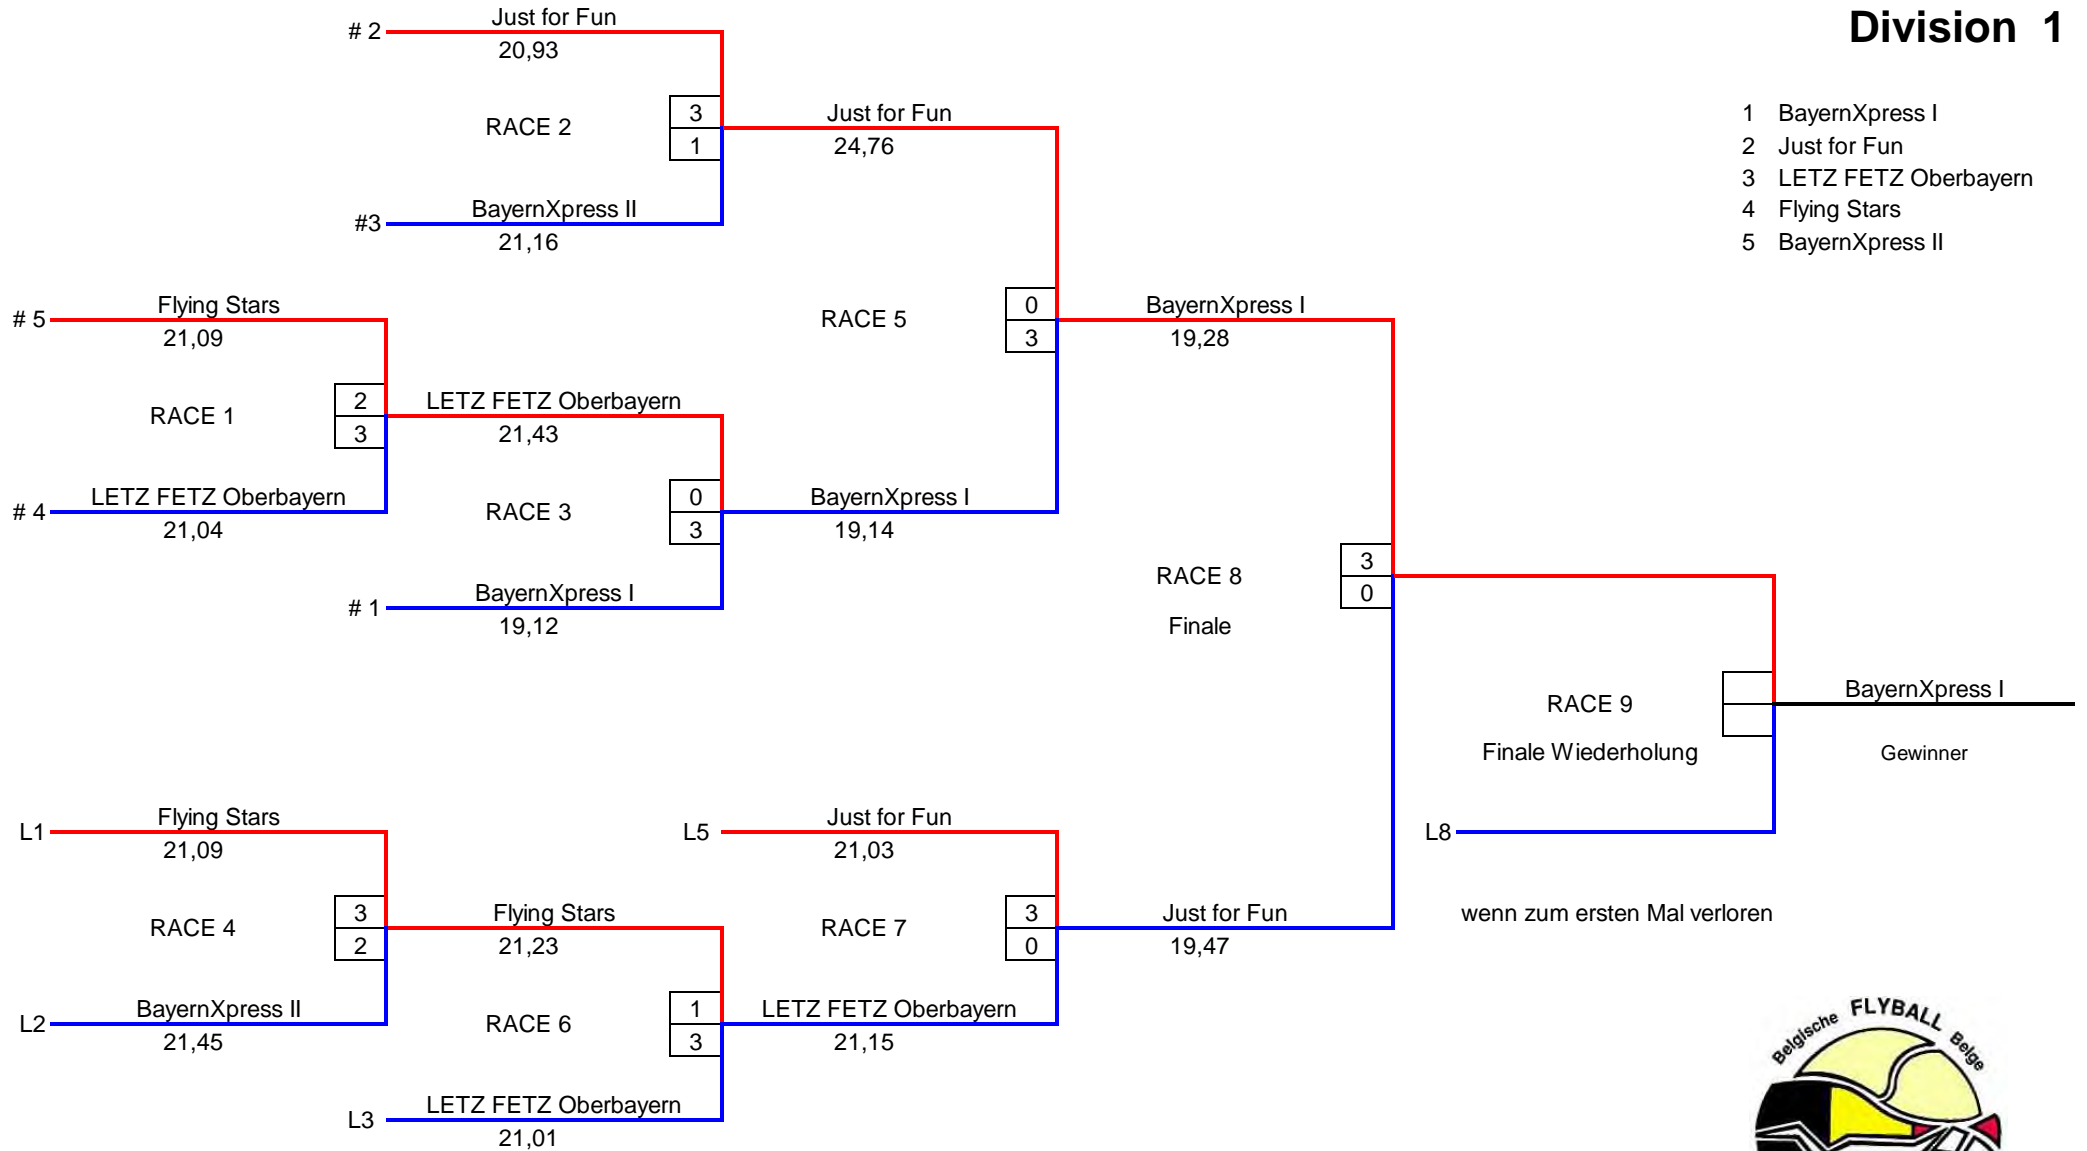 Division 1
1 BayernXpress I
2 Just for Fun
3 LETZ FETZ Oberbayern
4 Flying Stars
5 BayernXpress II
# 2
Just for Fun
20,93
RACE 2
3
1
#3
BayernXpress II
21,16
# 5
Flying Stars
21,09
RACE 1
2
3
# 4
LETZ FETZ Oberbayern
21,04
LETZ FETZ Oberbayern
21,43
RACE 3
0
3
# 1
BayernXpress I
19,12
Just for Fun
24,76
RACE 5
0
3
BayernXpress I
19,14
BayernXpress I
19,28
RACE 8
Finale
3
0
L1
Flying Stars
21,09
RACE 4
3
2
L2
BayernXpress II
21,45
Flying Stars
21,23
RACE 6
1
3
L3
LETZ FETZ Oberbayern
21,01
L5
Just for Fun
21,03
RACE 7
3
0
LETZ FETZ Oberbayern
21,15
Just for Fun
19,47
RACE 9
Finale Wiederholung
L8
wenn zum ersten Mal verloren
BayernXpress I
Gewinner
Belgische FLYBALL Belge